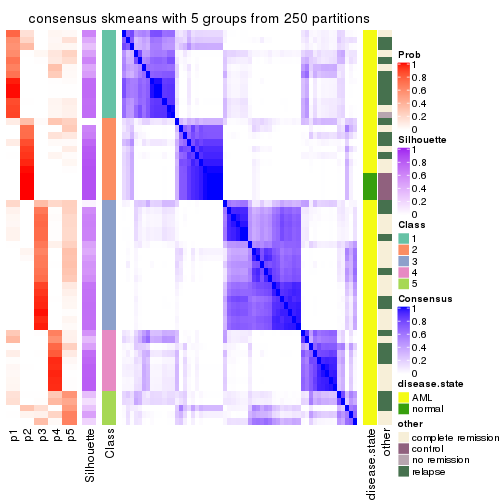 consensus skmeans with 5 groups from 250 partitions
Prob
1
0.8
0.6
0.4
0.2
0
Silhouette
1
0.8
0.6
0.4
0.2
0
Class
1
2
3
4
5
Consensus
1
0.8
0.6
0.4
0.2
0
disease.state
AML
normal
other
complete remission
control
no remission
relapse
p1
p2
p3
p4
p5
Silhouette
Class
disease.state
other